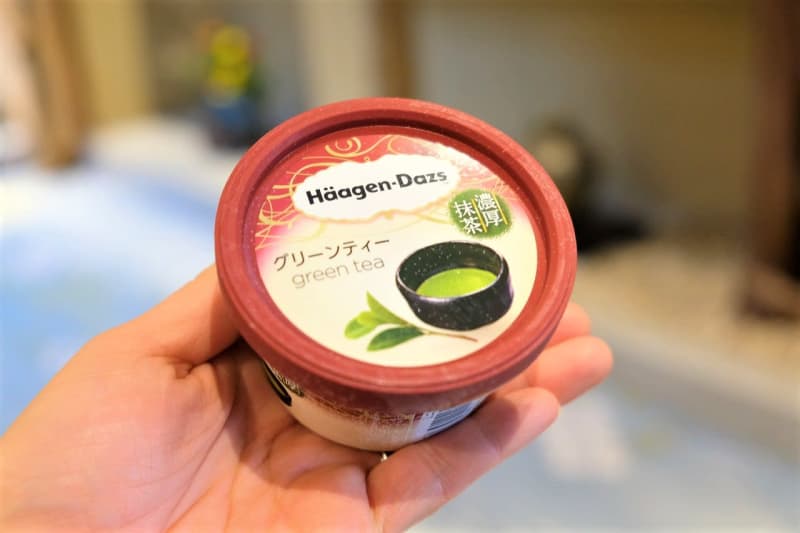 Häagen-Dazs
濃厚
抹茶
グリーンティー
green tea